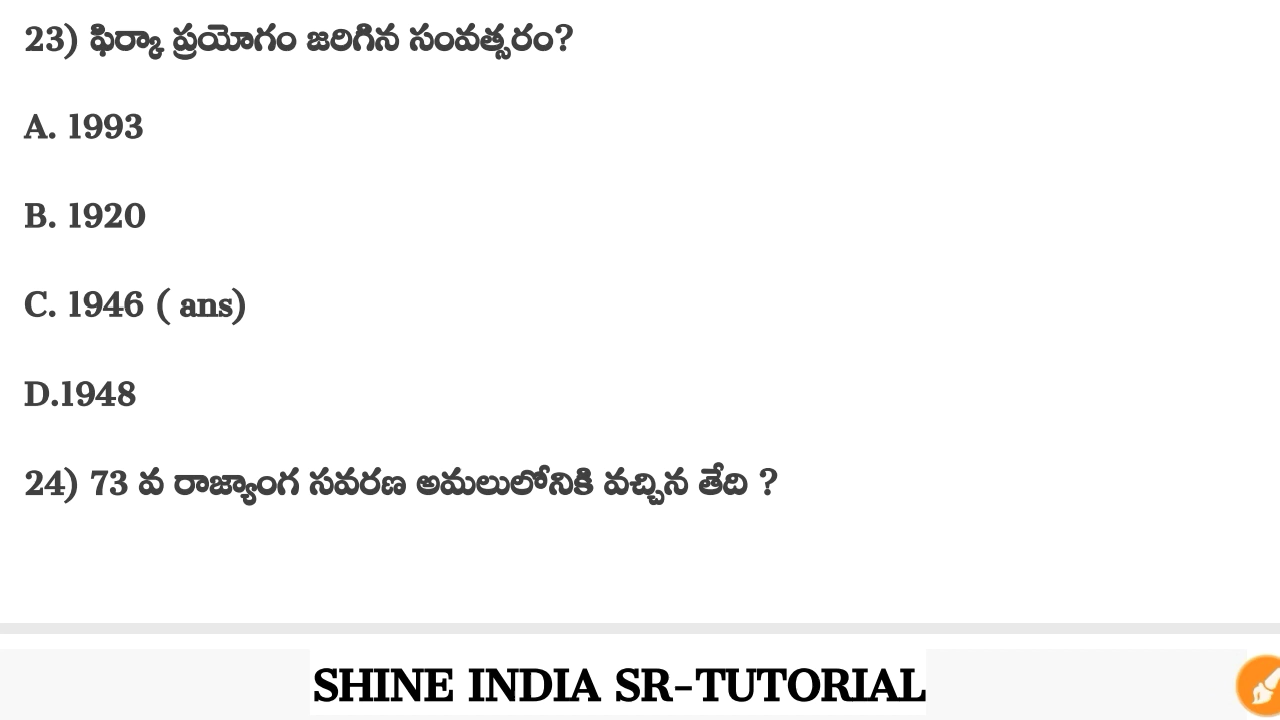 23) ఫిర్కా ప్రయోగం జరిగిన సంవత్సరం?
A. 1993
B. 1920
C. 1946 ( ans)
D.1948
24) 73 వ రాజ్యాంగ సవరణ అమలులోనికి వచ్చిన తేది ?
SHINE INDIA SR-TUTORIAL